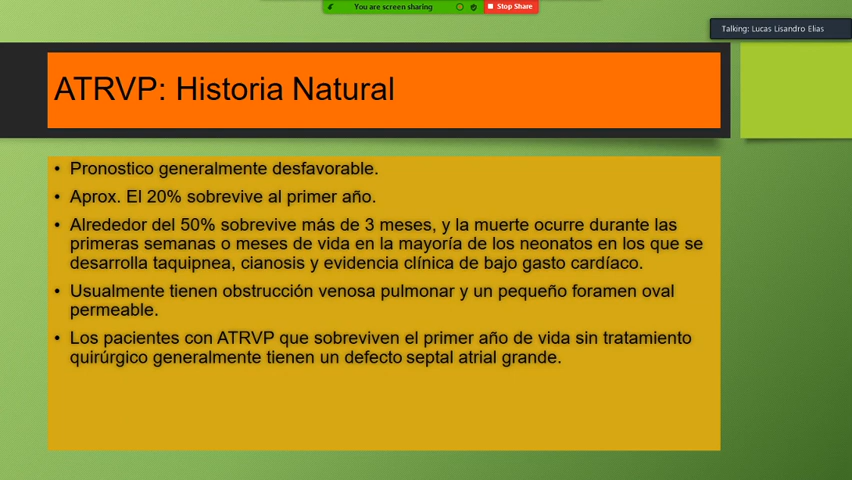 You are screen sharing
Stop Share
Talking: Lucas Lisandro Elias
ATRVP: Historia Natural
• Pronostico generalmente desfavorable.
• Aprox. El 20% sobrevive al primer año.
• Alrededor del 50% sobrevive más de 3 meses, y la muerte ocurre durante las
primeras semanas o meses de vida en la mayoría de los neonatos en los que se
desarrolla taquipnea, cianosis y evidencia clínica de bajo gasto cardíaco.
• Usualmente tienen obstrucción venosa pulmonar y un pequeño foramen oval
permeable.
• Los pacientes con ATRVP que sobreviven el primer año de vida sin tratamiento
quirúrgico generalmente tienen un defecto septal atrial grande.